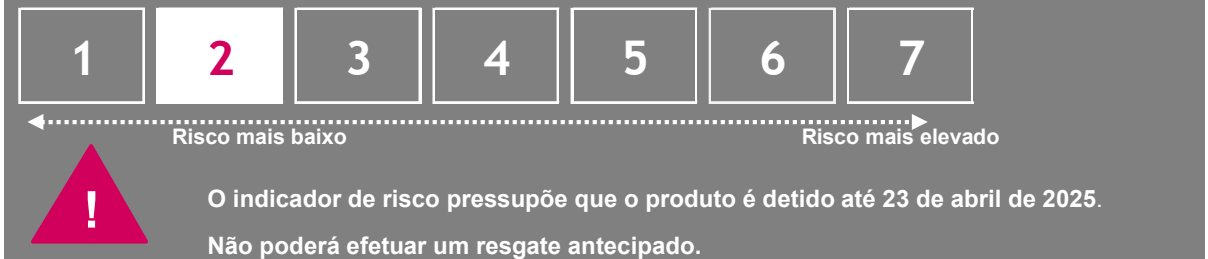 1 2 3 4 5 6 7
Risco mais baixo Risco mais elevado
! O indicador de risco pressupõe que o produto é detido até 23 de abril de 2025.
Não poderá efetuar um resgate antecipado.